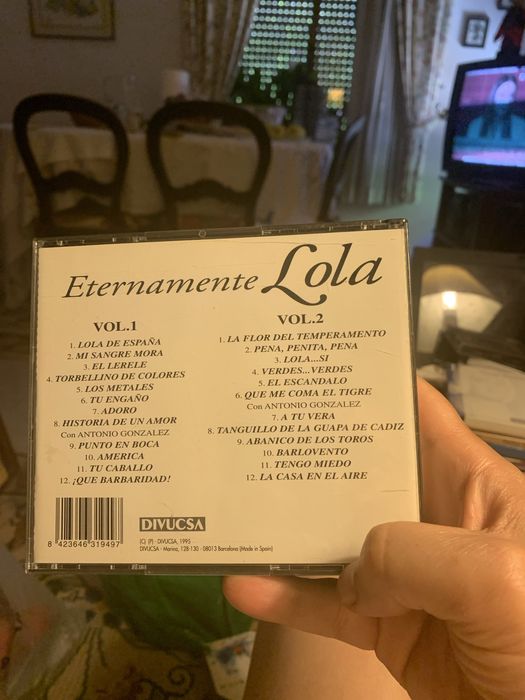 Eternamente Lola
VOL.1
1. LOLA DE ESPAÑA
2. MI SANGRE MORA
3. EL LERELE
4. TORBELLINO DE COLORES
5. LOS METALES
6. TU ENGAÑO
7. ADORO
8. HISTORIA DE UN AMOR
Con ANTONIO GONZALEZ
9. PUNTO EN BOCA
10. AMERICA
11. TU CABALLO
12. ¡QUE BARBARIDAD!
VOL.2
1. LA FLOR DEL TEMPERAMENTO
2. PENA, PENITA, PENA
3. LOLA...SI
4. VERDES...VERDES
5. EL ESCANDALO
6. QUE ME COMA EL TIGRE
Con ANTONIO GONZALEZ
7. A TU VERA
8. TANGUILLO DE LA GUAPA DE CADIZ
9. ABANICO DE LOS TOROS
10. BARLOVENTO
11. TENGO MIEDO
12. LA CASA EN EL AIRE
8 423646 319497
DIVUCSA
(C) (P) - DIVUCSA, 1995
DIVUCSA - Marina, 128-130 - 08013 Barcelona (Made in Spain)